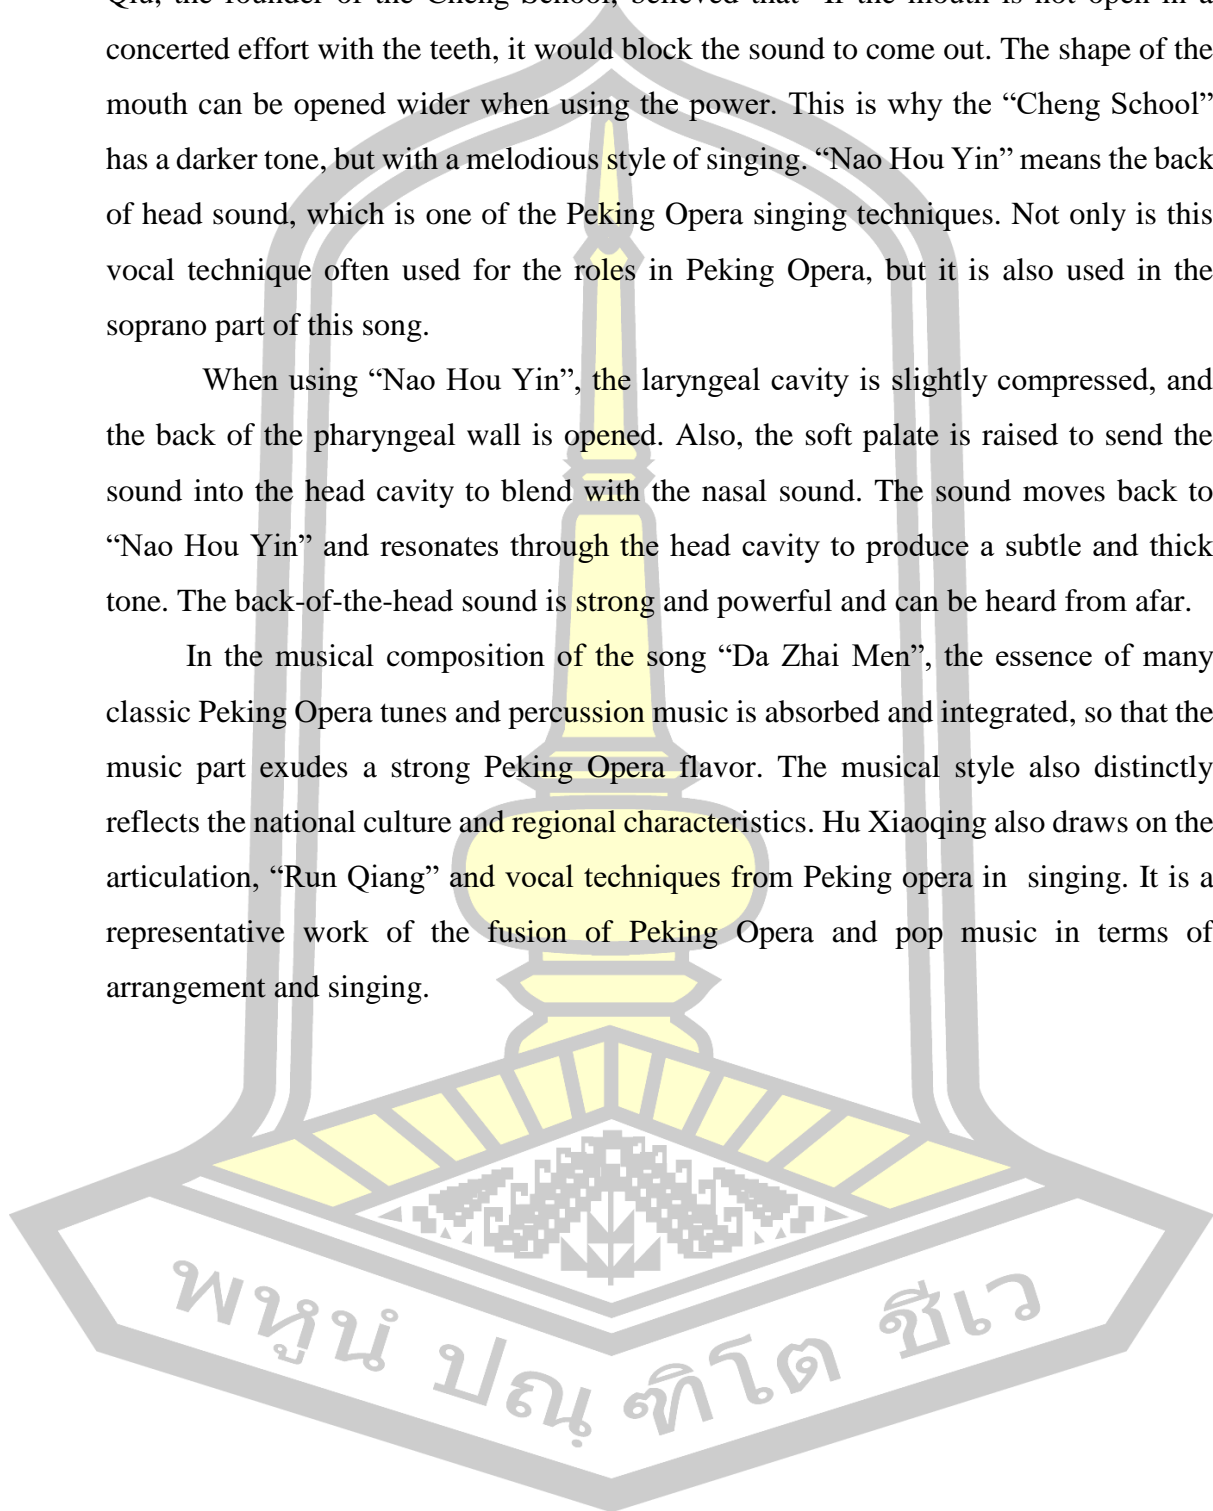 Qiu, the founder of the Cheng School, believed that “If the mouth is not open in a
concerted effort with the teeth, it would block the sound to come out. The shape of the
mouth can be opened wider when using the power. This is why the “Cheng School”
has a darker tone, but with a melodious style of singing. “Nao Hou Yin” means the back
of head sound, which is one of the Peking Opera singing techniques. Not only is this
vocal technique often used for the roles in Peking Opera, but it is also used in the
soprano part of this song.
When using “Nao Hou Yin”, the laryngeal cavity is slightly compressed, and
the back of the pharyngeal wall is opened. Also, the soft palate is raised to send the
sound into the head cavity to blend with the nasal sound. The sound moves back to
“Nao Hou Yin” and resonates through the head cavity to produce a subtle and thick
tone. The back-of-the-head sound is strong and powerful and can be heard from afar.
In the musical composition of the song “Da Zhai Men”, the essence of many
classic Peking Opera tunes and percussion music is absorbed and integrated, so that the
music part exudes a strong Peking Opera flavor. The musical style also distinctly
reflects the national culture and regional characteristics. Hu Xiaoqing also draws on the
articulation, “Run Qiang” and vocal techniques from Peking opera in singing. It is a
representative work of the fusion of Peking Opera and pop music in terms of
arrangement and singing.
พหูนํ ปณฺฑิโต ชีเว